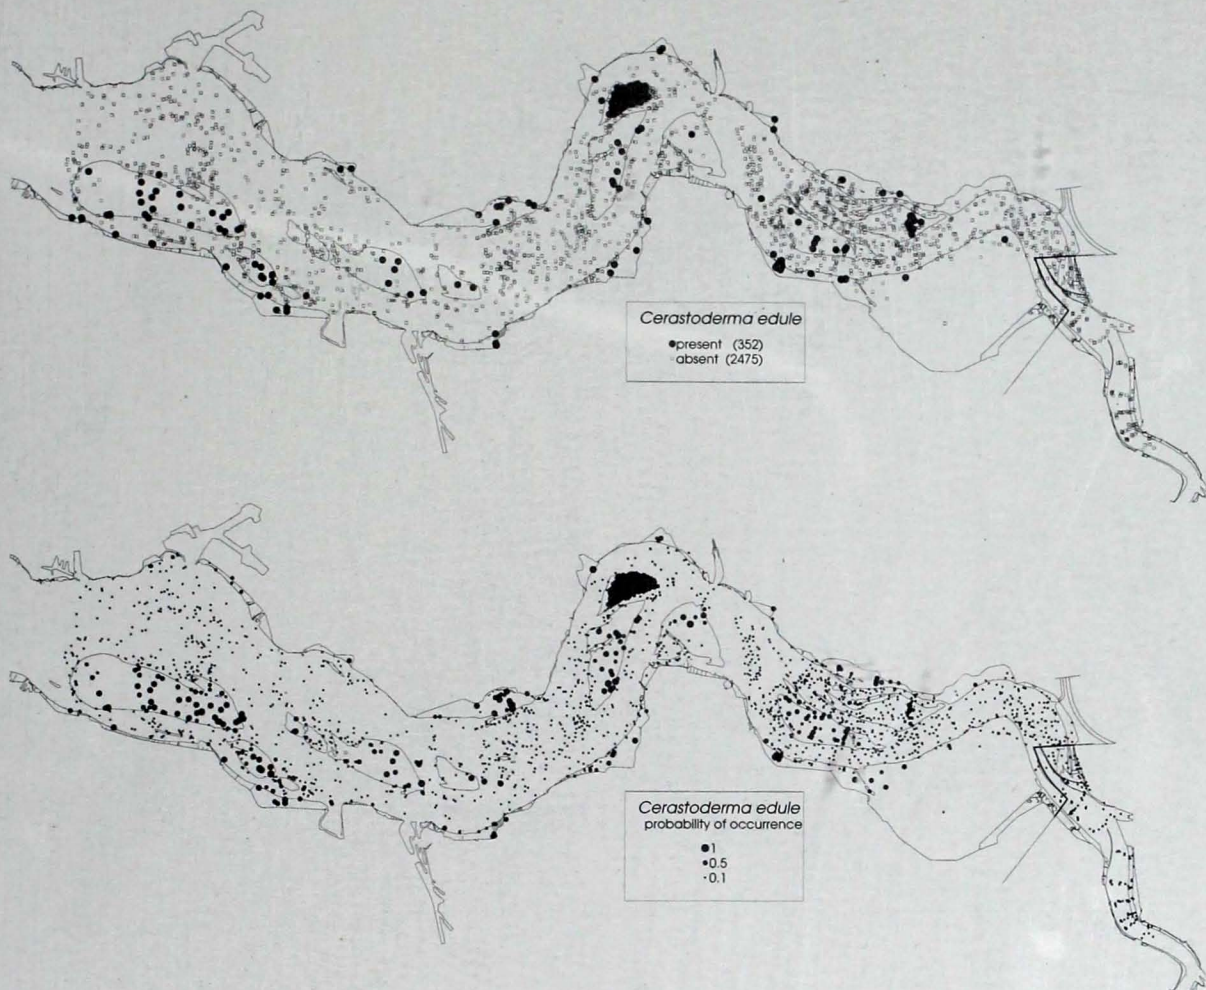 Cerastoderma edule
●present (352)
▫absent (2475)
Cerastoderma edule
probability of occurrence
●1
•0.5
·0.1